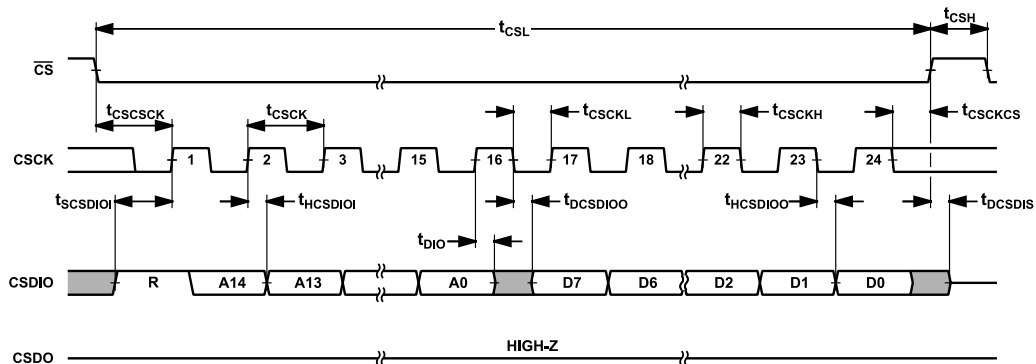 tCSL
tCSH
CS
tCSCSCK
tCSCK
tCSCKL
tCSCKH
tCSCKCS
CSCK
1 2 3 15 16 17 18 22 23 24
tSCSDIOI
tHCSDIOI
tDCSDIOO
tHCSDIOO
tDCSDIS
tDIO
CSDIO
R A14 A13 A0 D7 D6 D2 D1 D0
HIGH-Z
CSDO